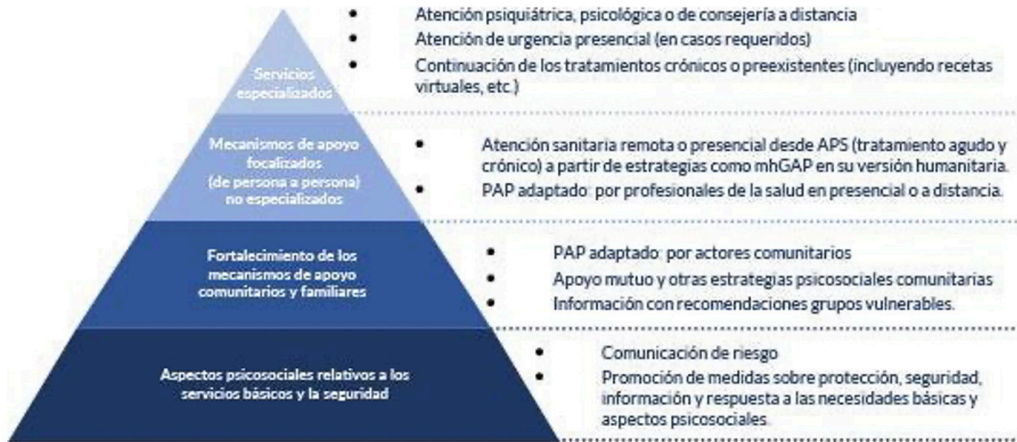 Servicios
especializados
• Atención psiquiátrica, psicológica o de consejería a distancia
• Atención de urgencia presencial (en casos requeridos)
• Continuación de los tratamientos crónicos o preexistentes (incluyendo recetas
virtuales, etc.)
Mecanismos de apoyo
focalizados
(de persona a persona)
no especializados
• Atención sanitaria remota o presencial desde APS (tratamiento agudo y
crónico) a partir de estrategias como mhGAP en su versión humanitaria.
• PAP adaptado: por profesionales de la salud en presencial o a distancia.
Fortalecimiento de los
mecanismos de apoyo
comunitarios y familiares
• PAP adaptado: por actores comunitarios
• Apoyo mutuo y otras estrategias psicosociales comunitarias
• Información con recomendaciones grupos vulnerables.
Aspectos psicosociales relativos a los
servicios básicos y la seguridad
• Comunicación de riesgo
• Promoción de medidas sobre protección, seguridad,
información y respuesta a las necesidades básicas y
aspectos psicosociales.